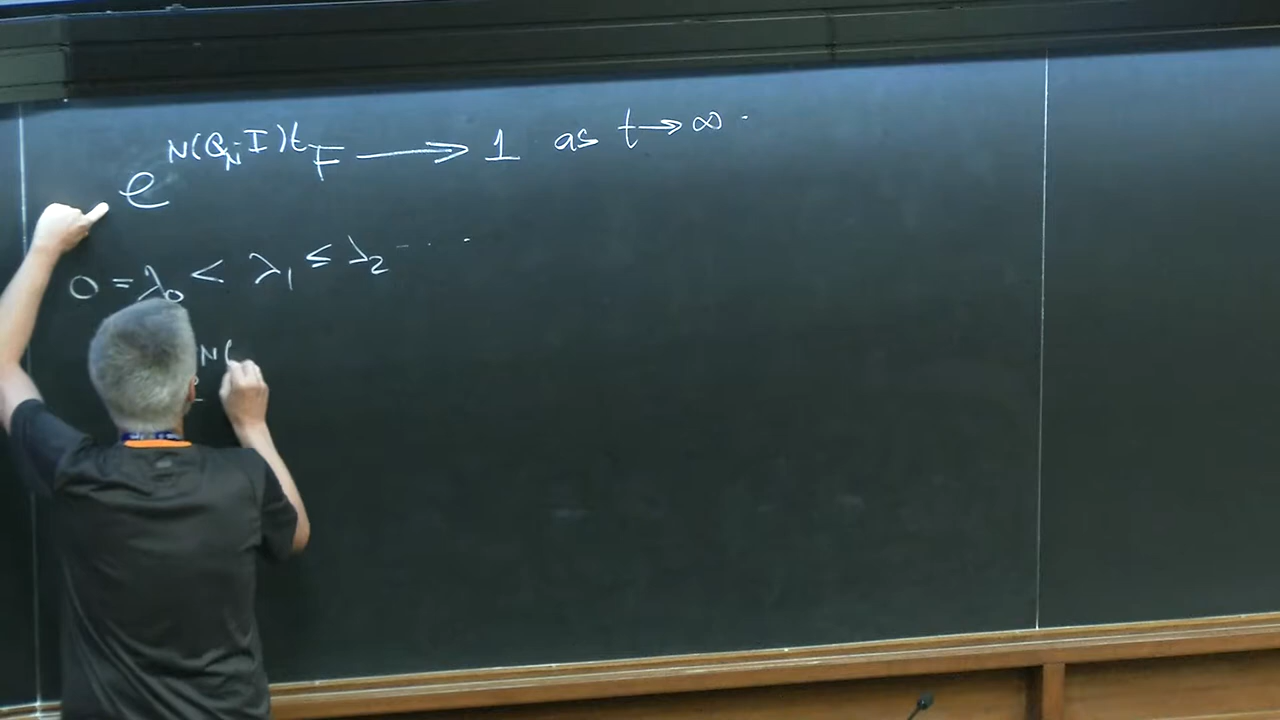 e^{N(Q_N-I)t} F ⟶ 1 as t → ∞.
0 = λ_0 < λ_1 ≤ λ_2 ....
N(